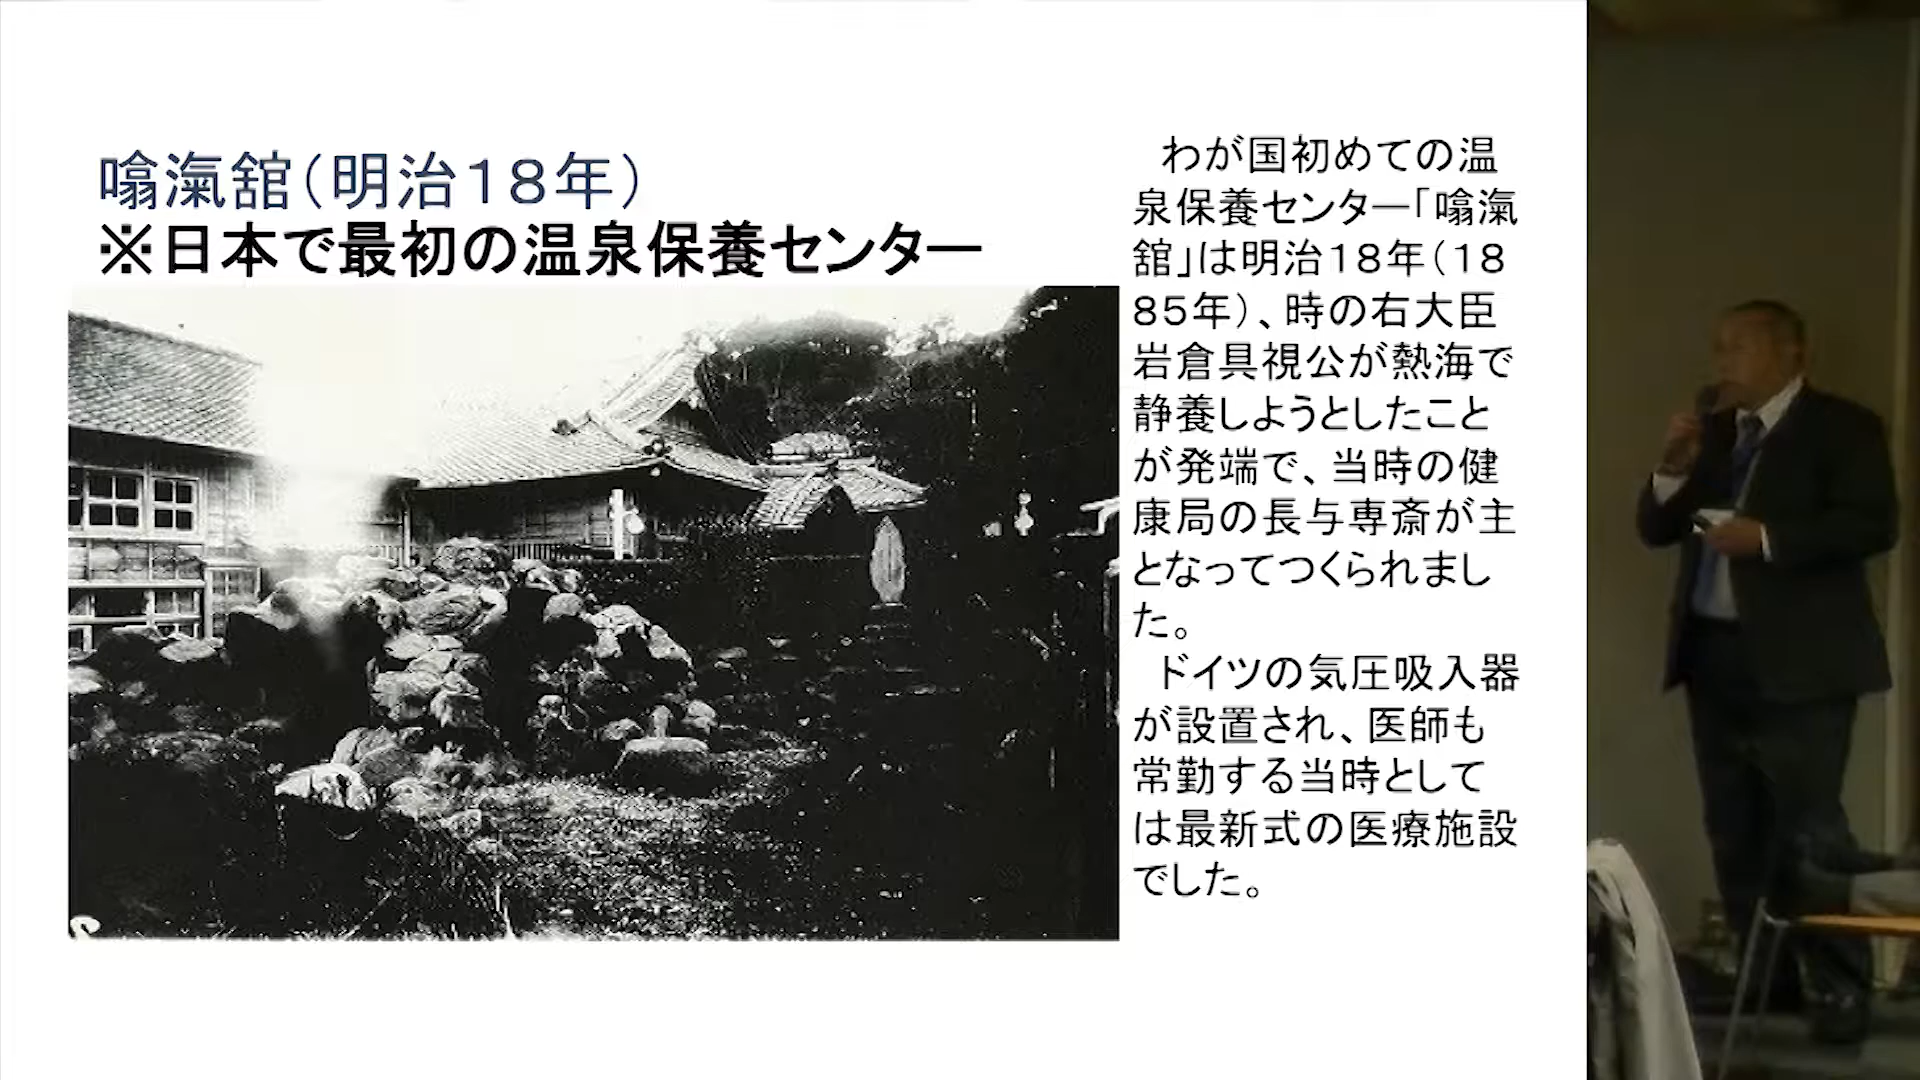 噏滊舘(明治１８年)
※日本で最初の温泉保養センター
わが国初めての温
泉保養センター「噏滊
舘」は明治１８年(１８
８５年)、時の右大臣
岩倉具視公が熱海で
静養しようとしたこと
が発端で、当時の健
康局の長与専斎が主
となってつくられまし
た。
ドイツの気圧吸入器
が設置され、医師も
常勤する当時として
は最新式の医療施設
でした。